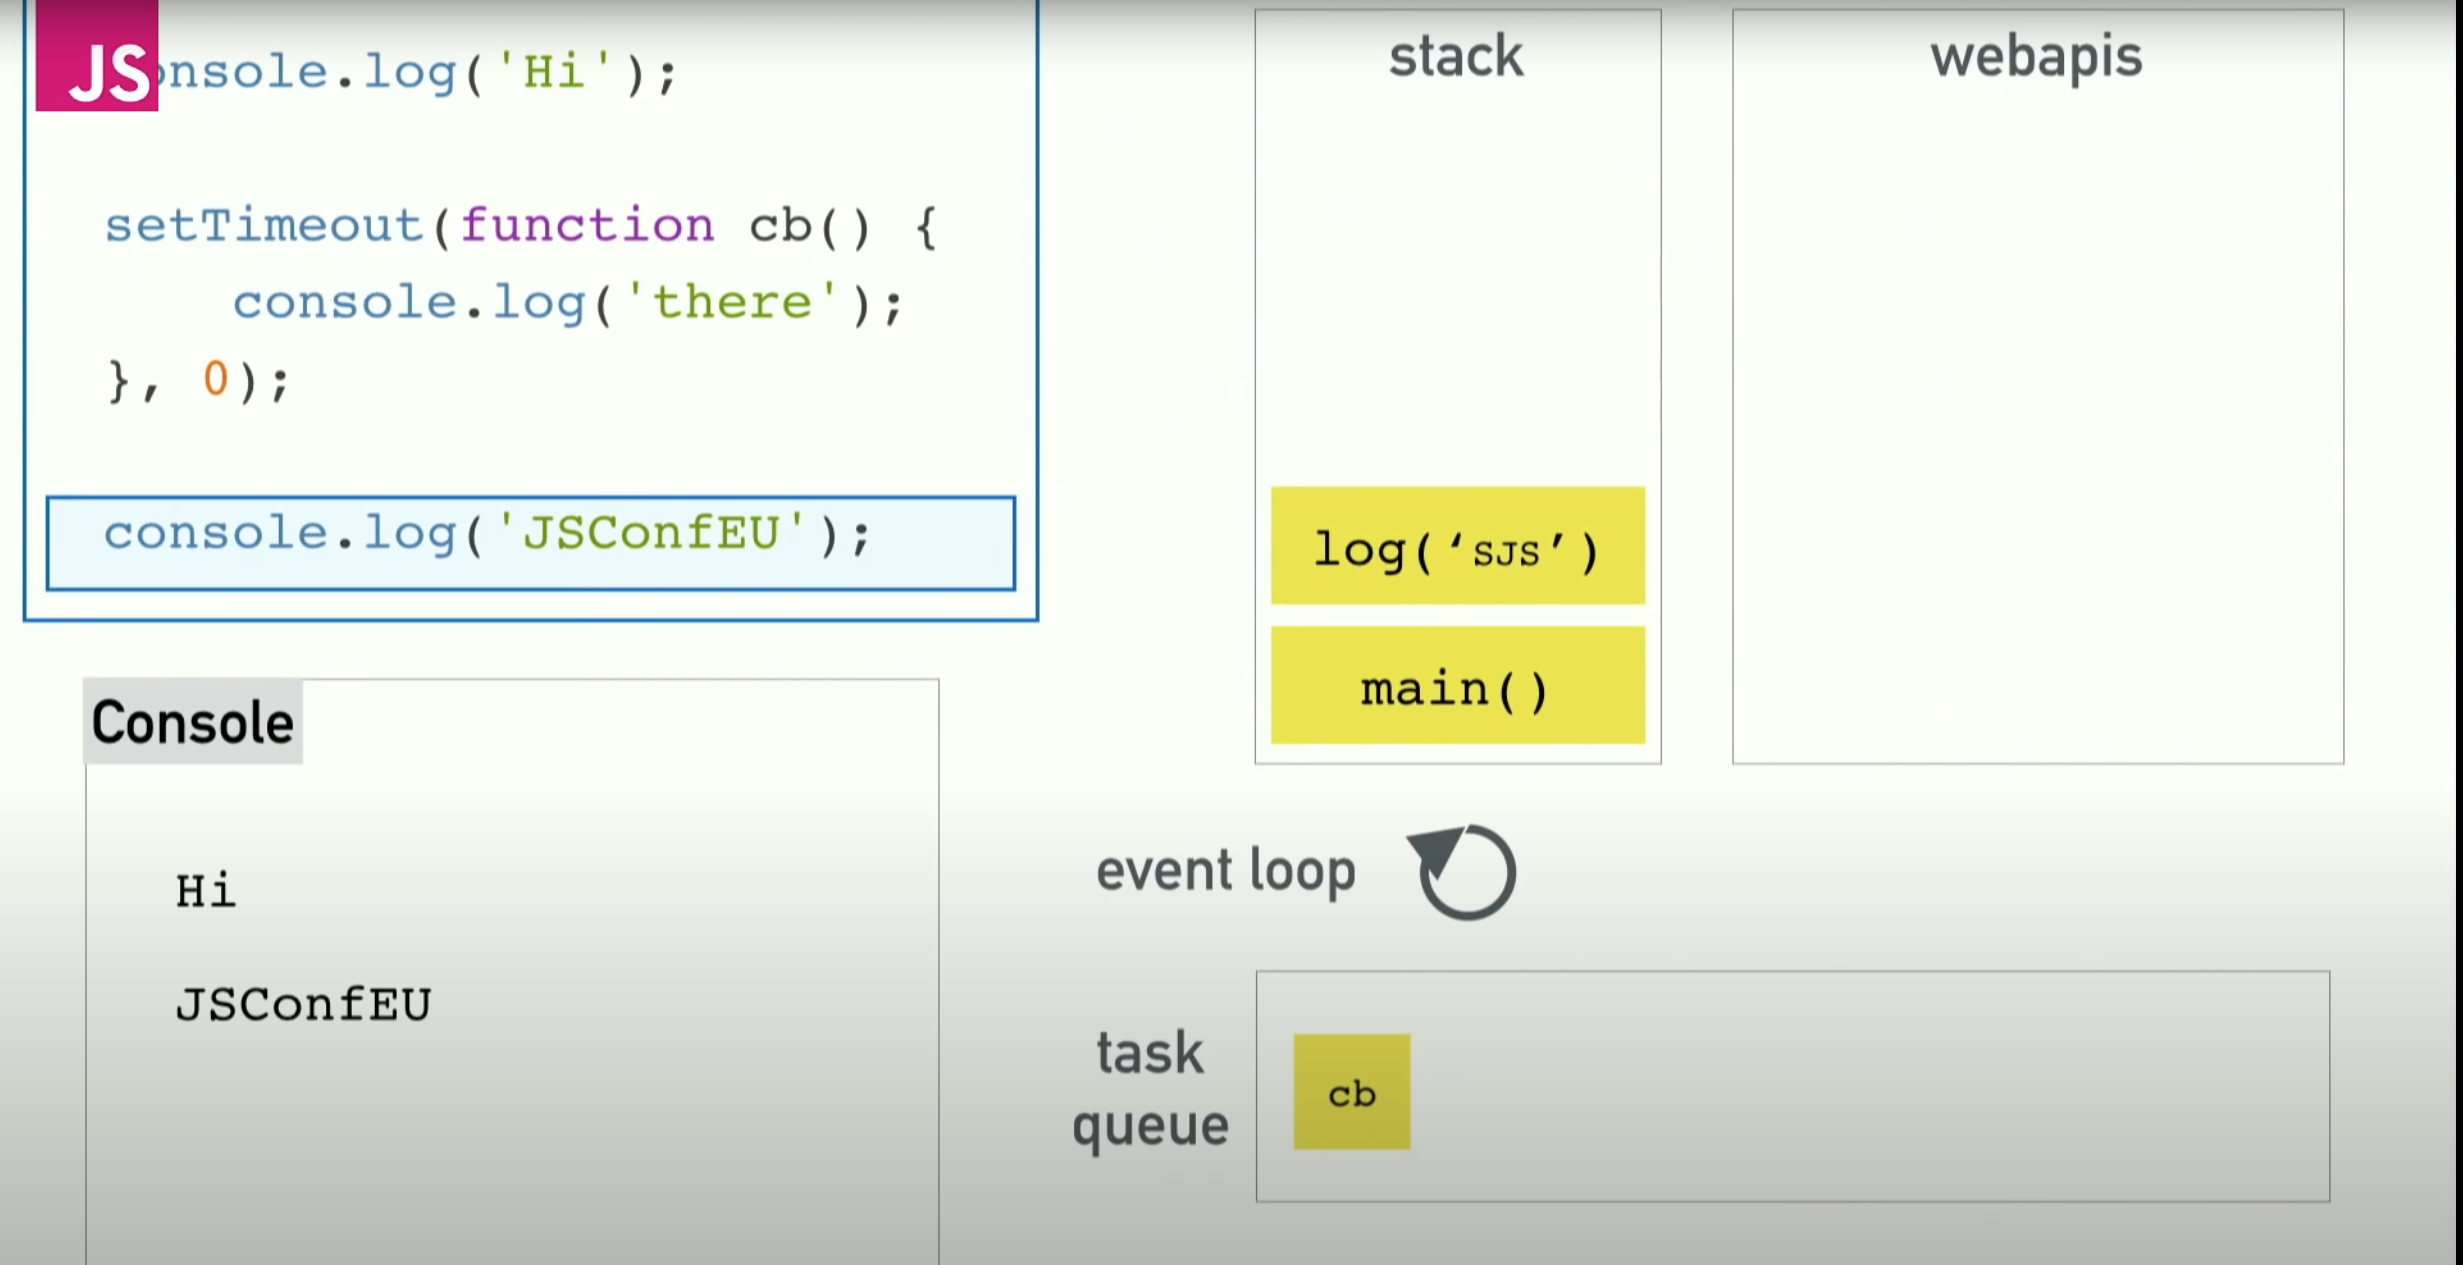 JS
onsole.log('Hi');
setTimeout(function cb() {
console.log('there');
}, 0);
console.log('JSConfEU');
Console
Hi
JSConfEU
stack
log('SJS')
main()
webapis
event loop
task
queue
cb